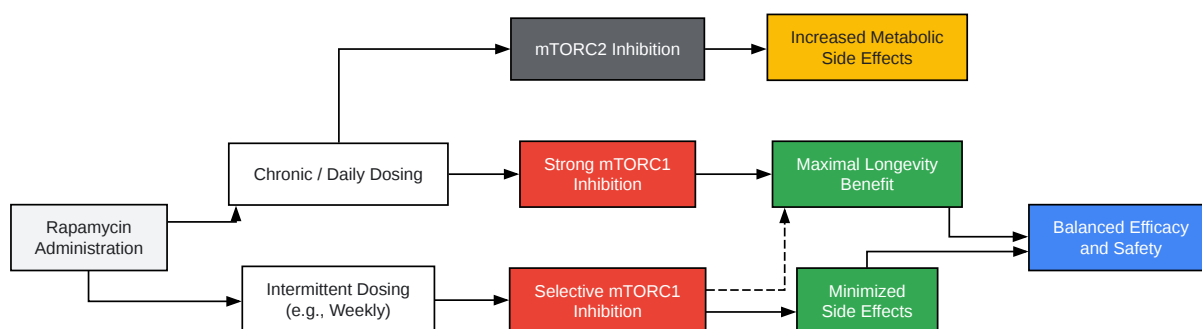 mTORC2 Inhibition
Increased Metabolic
Side Effects
Chronic / Daily Dosing
Strong mTORC1
Inhibition
Maximal Longevity
Benefit
Rapamycin
Administration
Balanced Efficacy
and Safety
Intermittent Dosing
(e.g., Weekly)
Selective mTORC1
Inhibition
Minimized
Side Effects